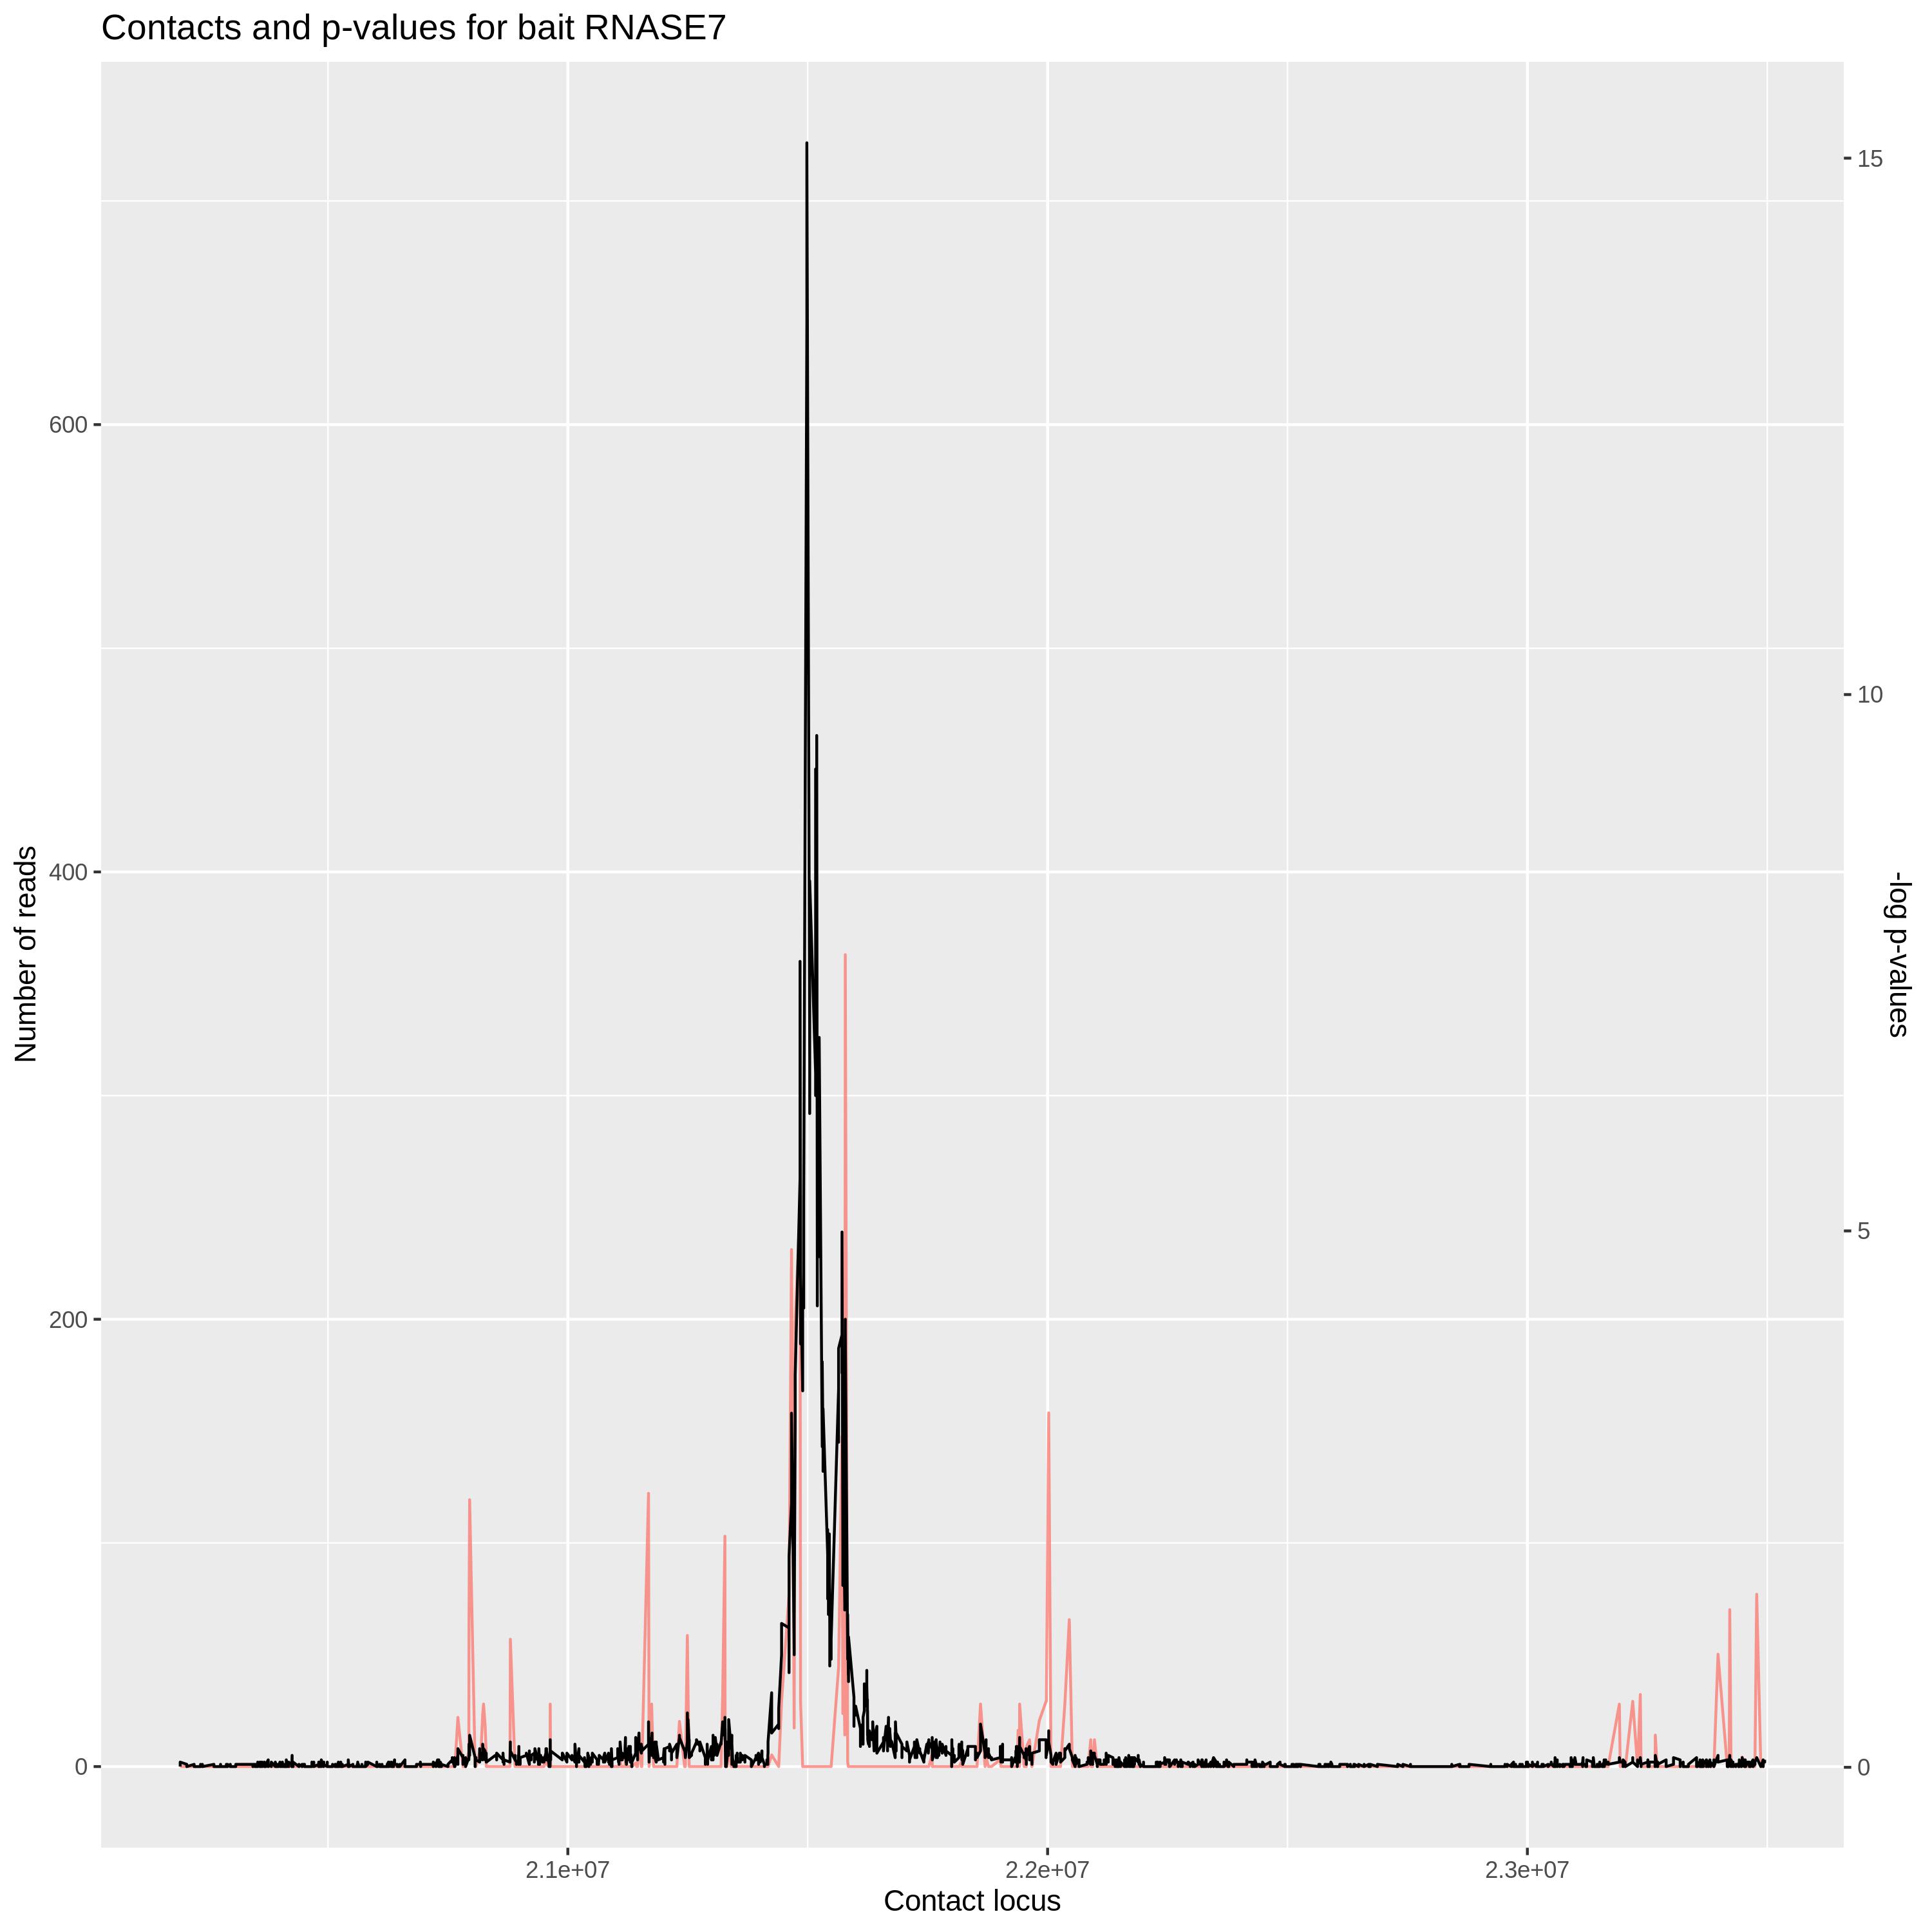 Contacts and p-values for bait RNASE7
15
600
10
400
Number of reads
-log p-values
5
200
0
0
2.1e+07
2.2e+07
2.3e+07
Contact locus